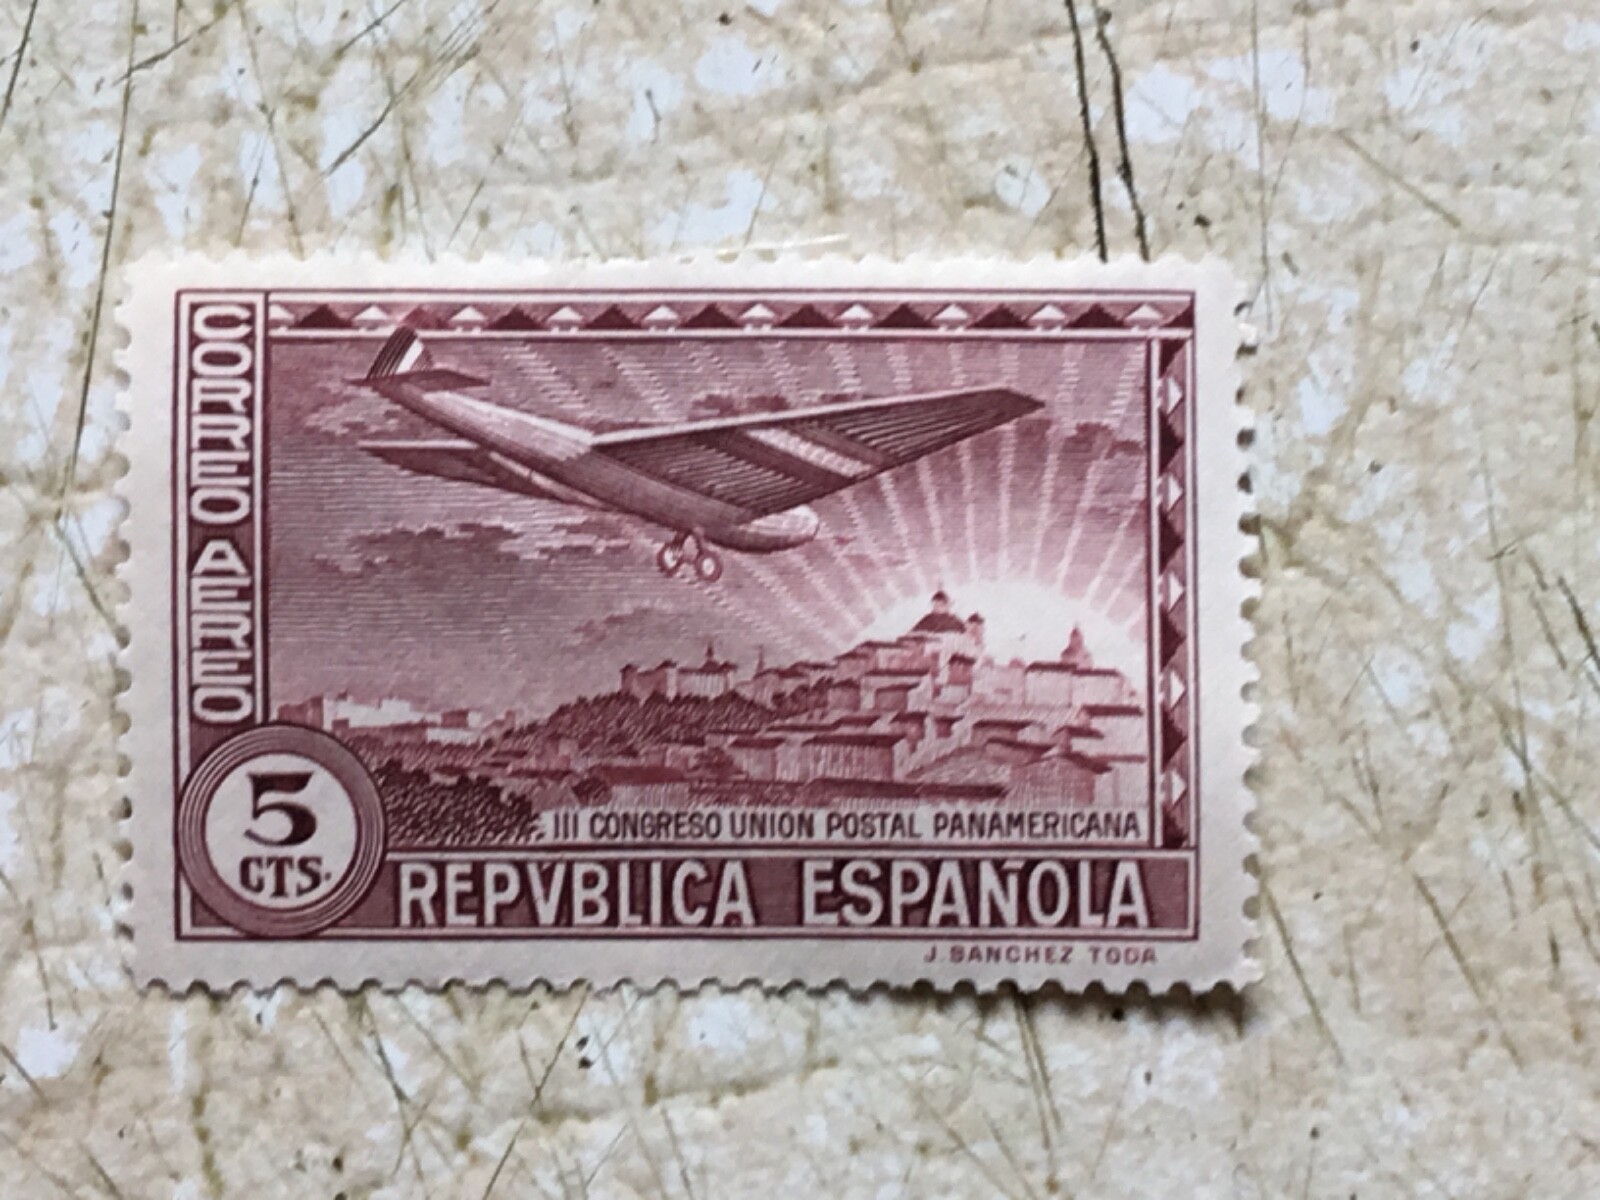 CORREO AEREO
5
CTS.
III CONGRESO UNION POSTAL PANAMERICANA
REPVBLICA ESPAÑOLA
J. SANCHEZ TODA